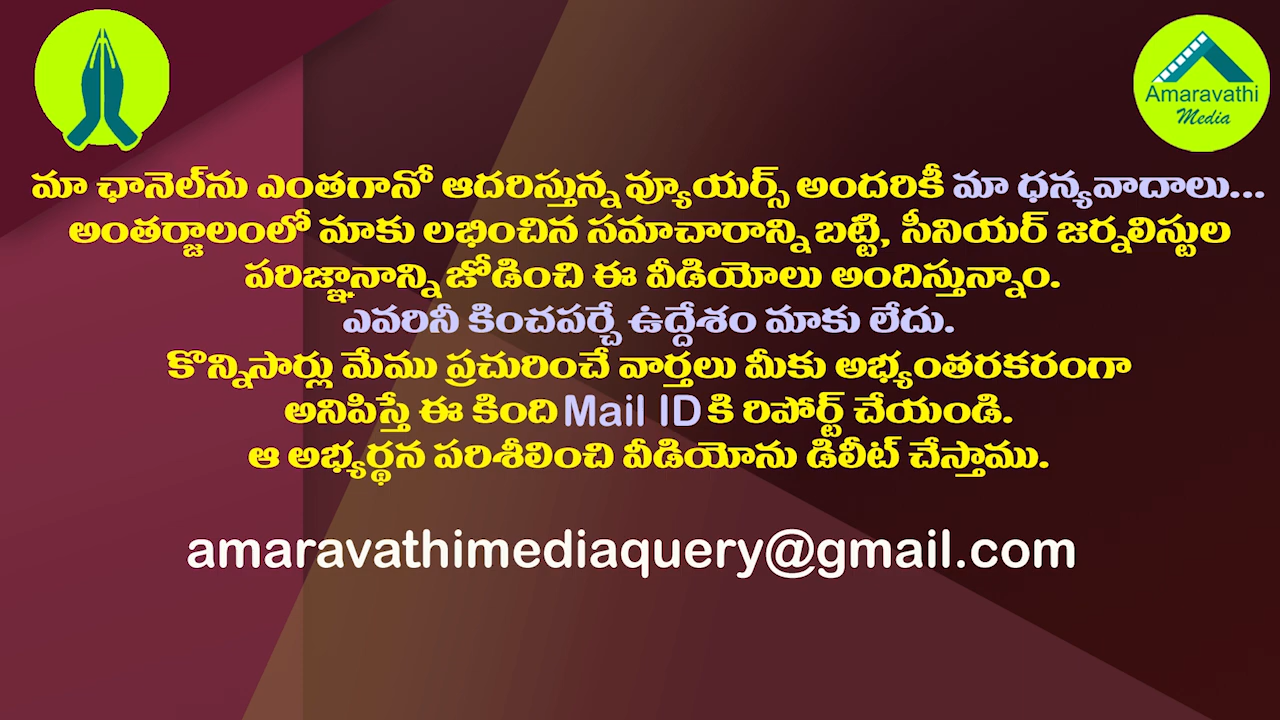 Amaravathi
Media
మా ఛానెల్‌ను ఎంతగానో ఆదరిస్తున్న వ్యూయర్స్ అందరికీ మా ధన్యవాదాలు...
అంతర్జాలంలో మాకు లభించిన సమాచారాన్ని బట్టి, సీనియర్ జర్నలిస్టుల
పరిజ్ఞానాన్ని జోడించి ఈ వీడియోలు అందిస్తున్నాం.
ఎవరినీ కించపర్చే ఉద్దేశం మాకు లేదు.
కొన్నిసార్లు మేము ప్రచురించే వార్తలు మీకు అభ్యంతరకరంగా
అనిపిస్తే ఈ కింది Mail ID కి రిపోర్ట్ చేయండి.
ఆ అభ్యర్థన పరిశీలించి వీడియోను డిలీట్ చేస్తాము.
amaravathimediaquery@gmail.com